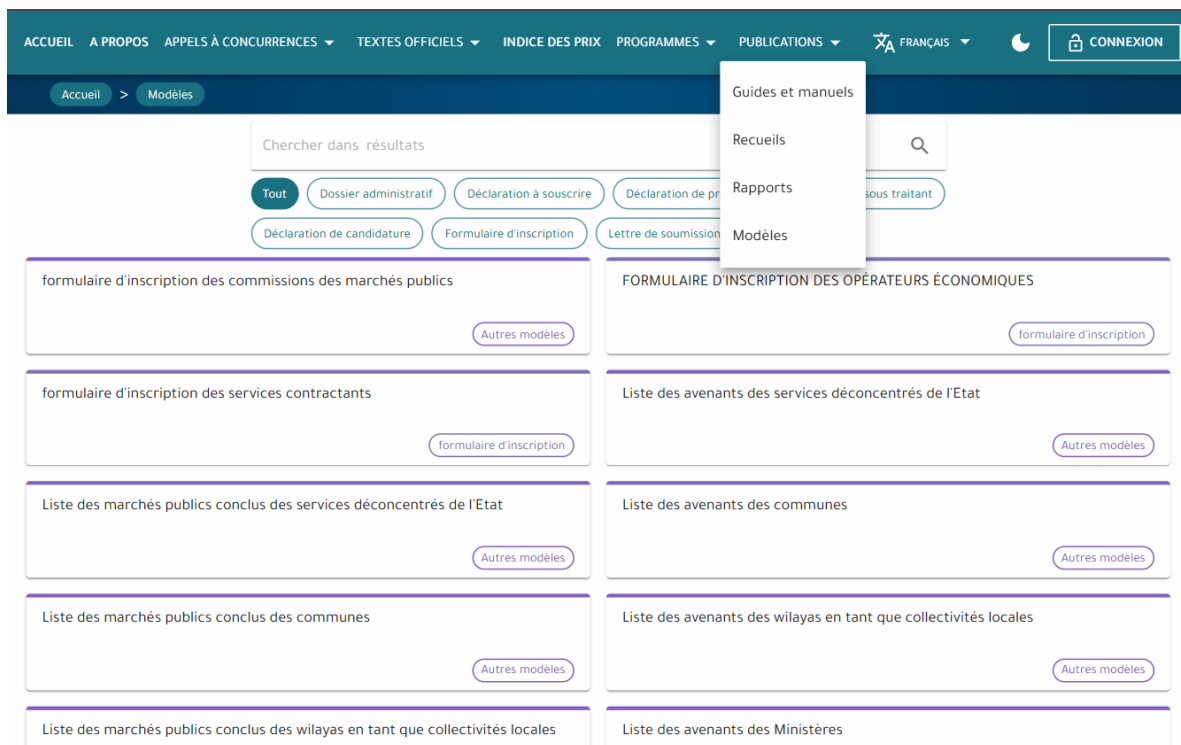 ACCUEIL A PROPOS APPELS À CONCURRENCES TEXTES OFFICIELS INDICE DES PRIX PROGRAMMES PUBLICATIONS FRANÇAIS CONNEXION
Accueil > Modèles
Guides et manuels
Recueils
Rapports
Modèles
Chercher dans résultats
Tout Dossier administratif Déclaration à souscrire Déclaration de sous traitant
Déclaration de candidature Formulaire d'inscription Lettre de soumission
formulaire d'inscription des commissions des marchés publics
Autres modèles
FORMULAIRE D'INSCRIPTION DES OPÉRATEURS ÉCONOMIQUES
formulaire d'inscription
formulaire d'inscription des services contractants
formulaire d'inscription
Liste des avenants des services déconcentrés de l'Etat
Autres modèles
Liste des marchés publics conclus des services déconcentrés de l'Etat
Autres modèles
Liste des avenants des communes
Autres modèles
Liste des marchés publics conclus des communes
Autres modèles
Liste des avenants des wilayas en tant que collectivités locales
Autres modèles
Liste des marchés publics conclus des wilayas en tant que collectivités locales
Liste des avenants des Ministères